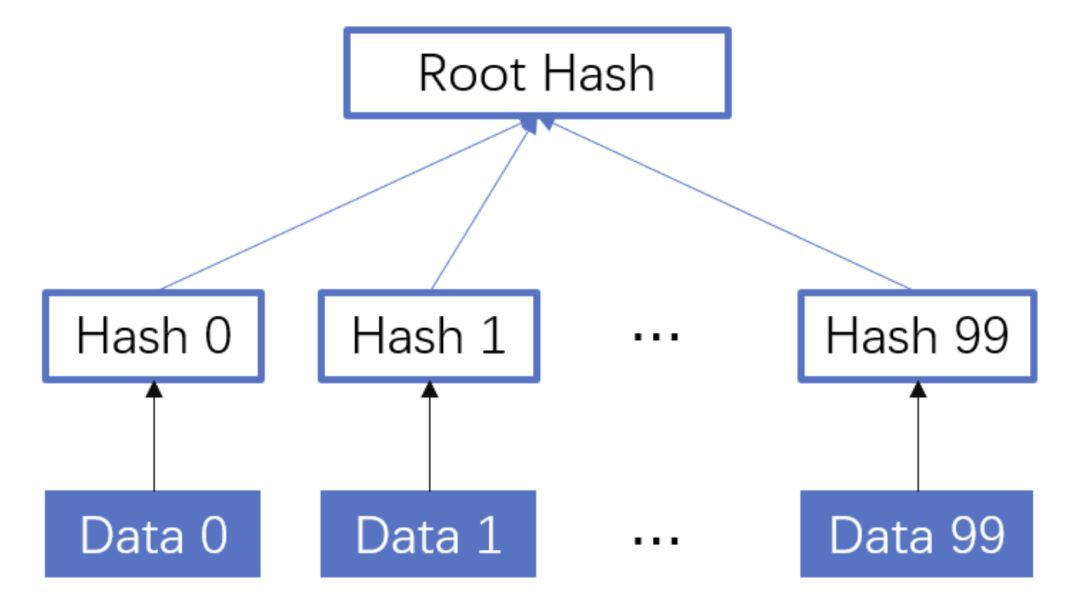 Root Hash
Hash 0
Hash 1
...
Hash 99
Data 0
Data 1
...
Data 99